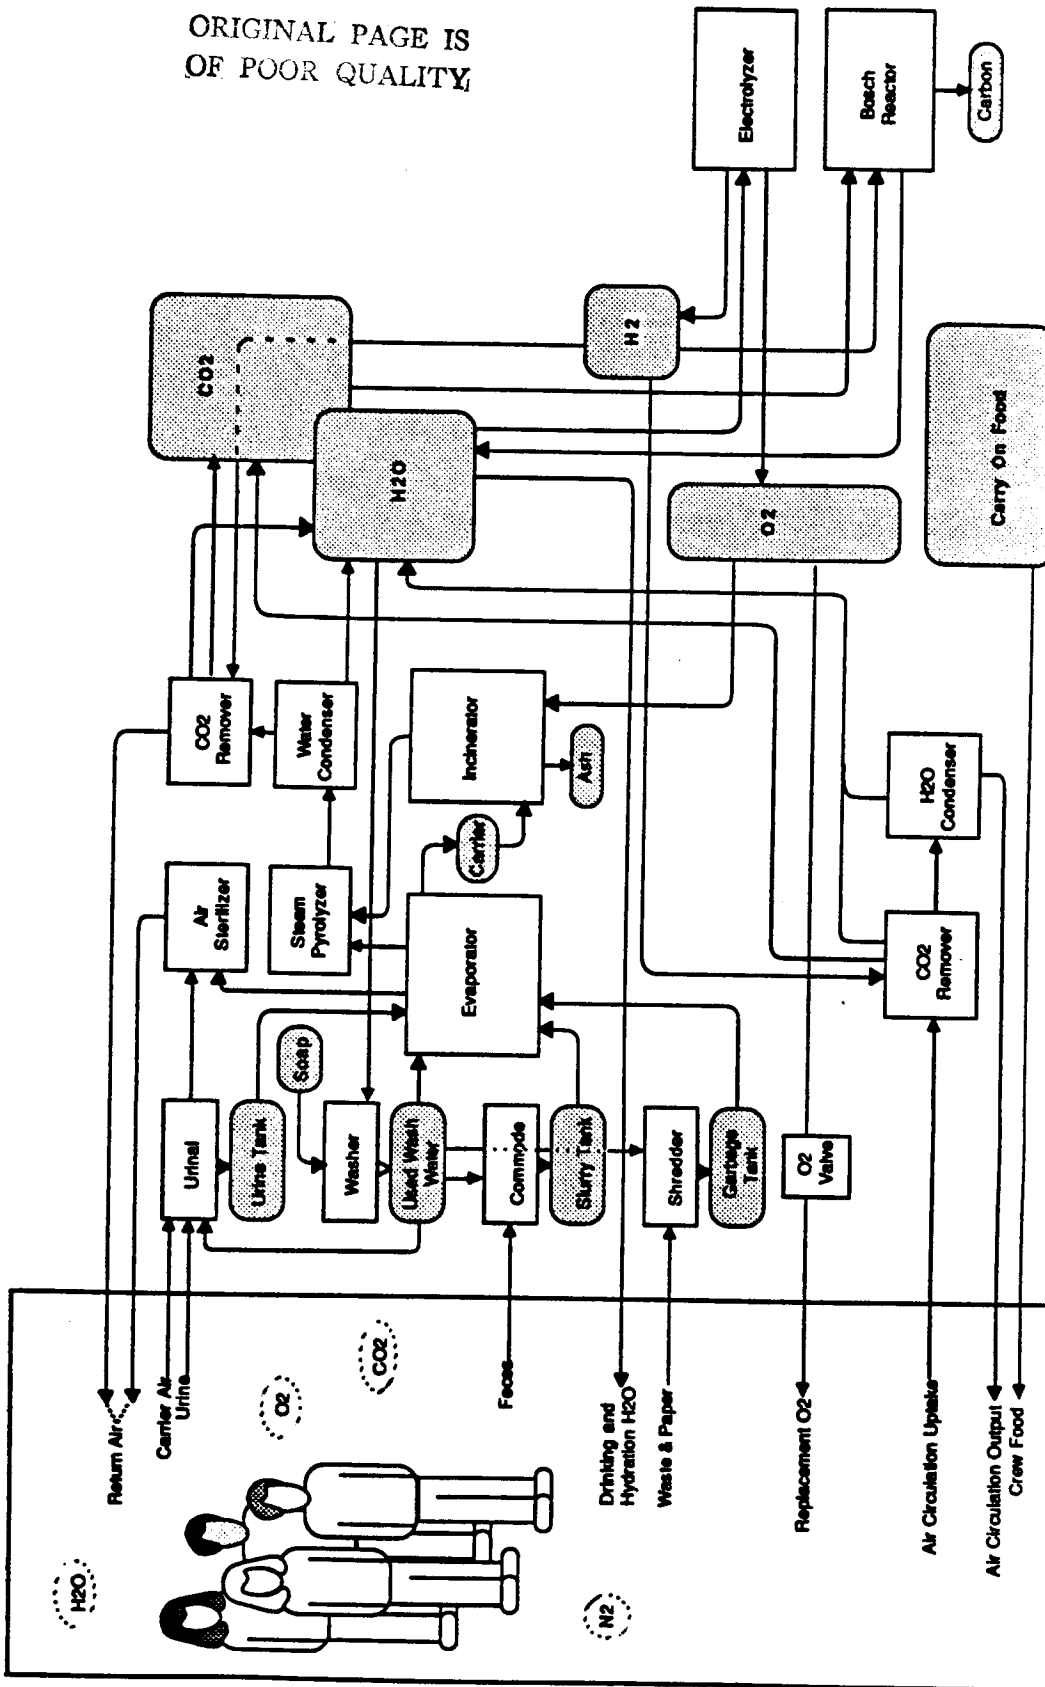 ORIGINAL PAGE IS
OF POOR QUALITY
H2O
O2
CO2
N2
Return Air
Carrier Air
Urine
Feces
Drinking and
Hydration H2O
Waste & Paper
Replacement O2
Air Circulation Uptake
Air Circulation Output
Crew Food
Urinal
Urine Tank
Soap
Washer
Used Wash
Water
Commode
Slurry Tank
Shredder
Garbage
Tank
O2
Valve
Air
Sterilizer
Steam
Pyrolyzer
Evaporator
Carrier
CO2
Remover
CO2
Remover
Water
Condenser
Incinerator
Ash
H2O
Condenser
CO2
H2O
H2
O2
Carry On Food
Electrolyzer
Bosch
Reactor
Carbon